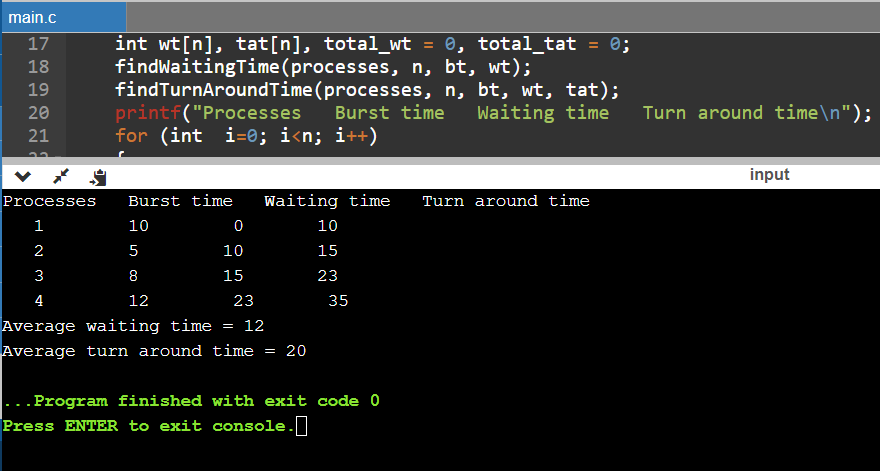 main.c
17 int wt[n], tat[n], total_wt = 0, total_tat = 0;
18 findWaitingTime(processes, n, bt, wt);
19 findTurnAroundTime(processes, n, bt, wt, tat);
20 printf("Processes   Burst time   Waiting time   Turn around time\n");
21 for (int  i=0; i<n; i++)
input
Processes   Burst time   Waiting time   Turn around time
1        10        0       10
2        5         10       15
3        8         15       23
4        12        23       35
Average waiting time = 12
Average turn around time = 20
...Program finished with exit code 0
Press ENTER to exit console.